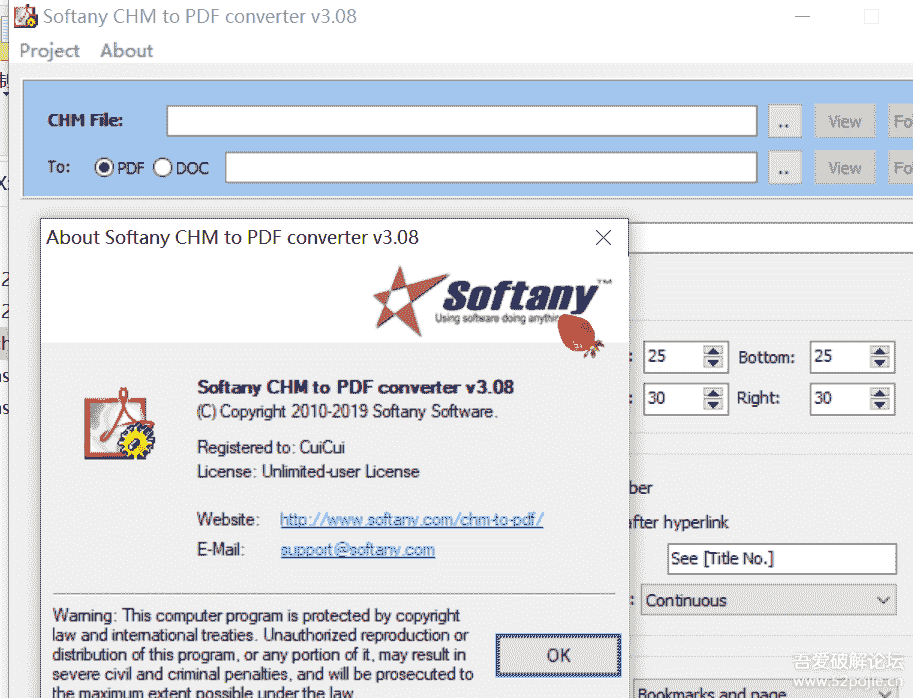 Softany CHM to PDF converter v3.08
Project About
CHM File: .. View Fo
To: PDF DOC .. View Fo
About Softany CHM to PDF converter v3.08
Softany™
Using software doing anythin
: 25 Bottom: 25
: 30 Right: 30
Softany CHM to PDF converter v3.08
(C) Copyright 2010-2019 Softany Software.
Registered to: CuiCui
License: Unlimited-user License
ber
Website: http://www.softany.com/chm-to-pdf/
after hyperlink
E-Mail: support@softany.com
See [Title No.]
: Continuous
Warning: This computer program is protected by copyright
law and international treaties. Unauthorized reproduction or
distribution of this program, or any portion of it, may result in
severe civil and criminal penalties, and will be prosecuted to
the maximum extent possible under the law.
OK
吾爱破解论坛
www.52pojie.cn
Bookmarks and page